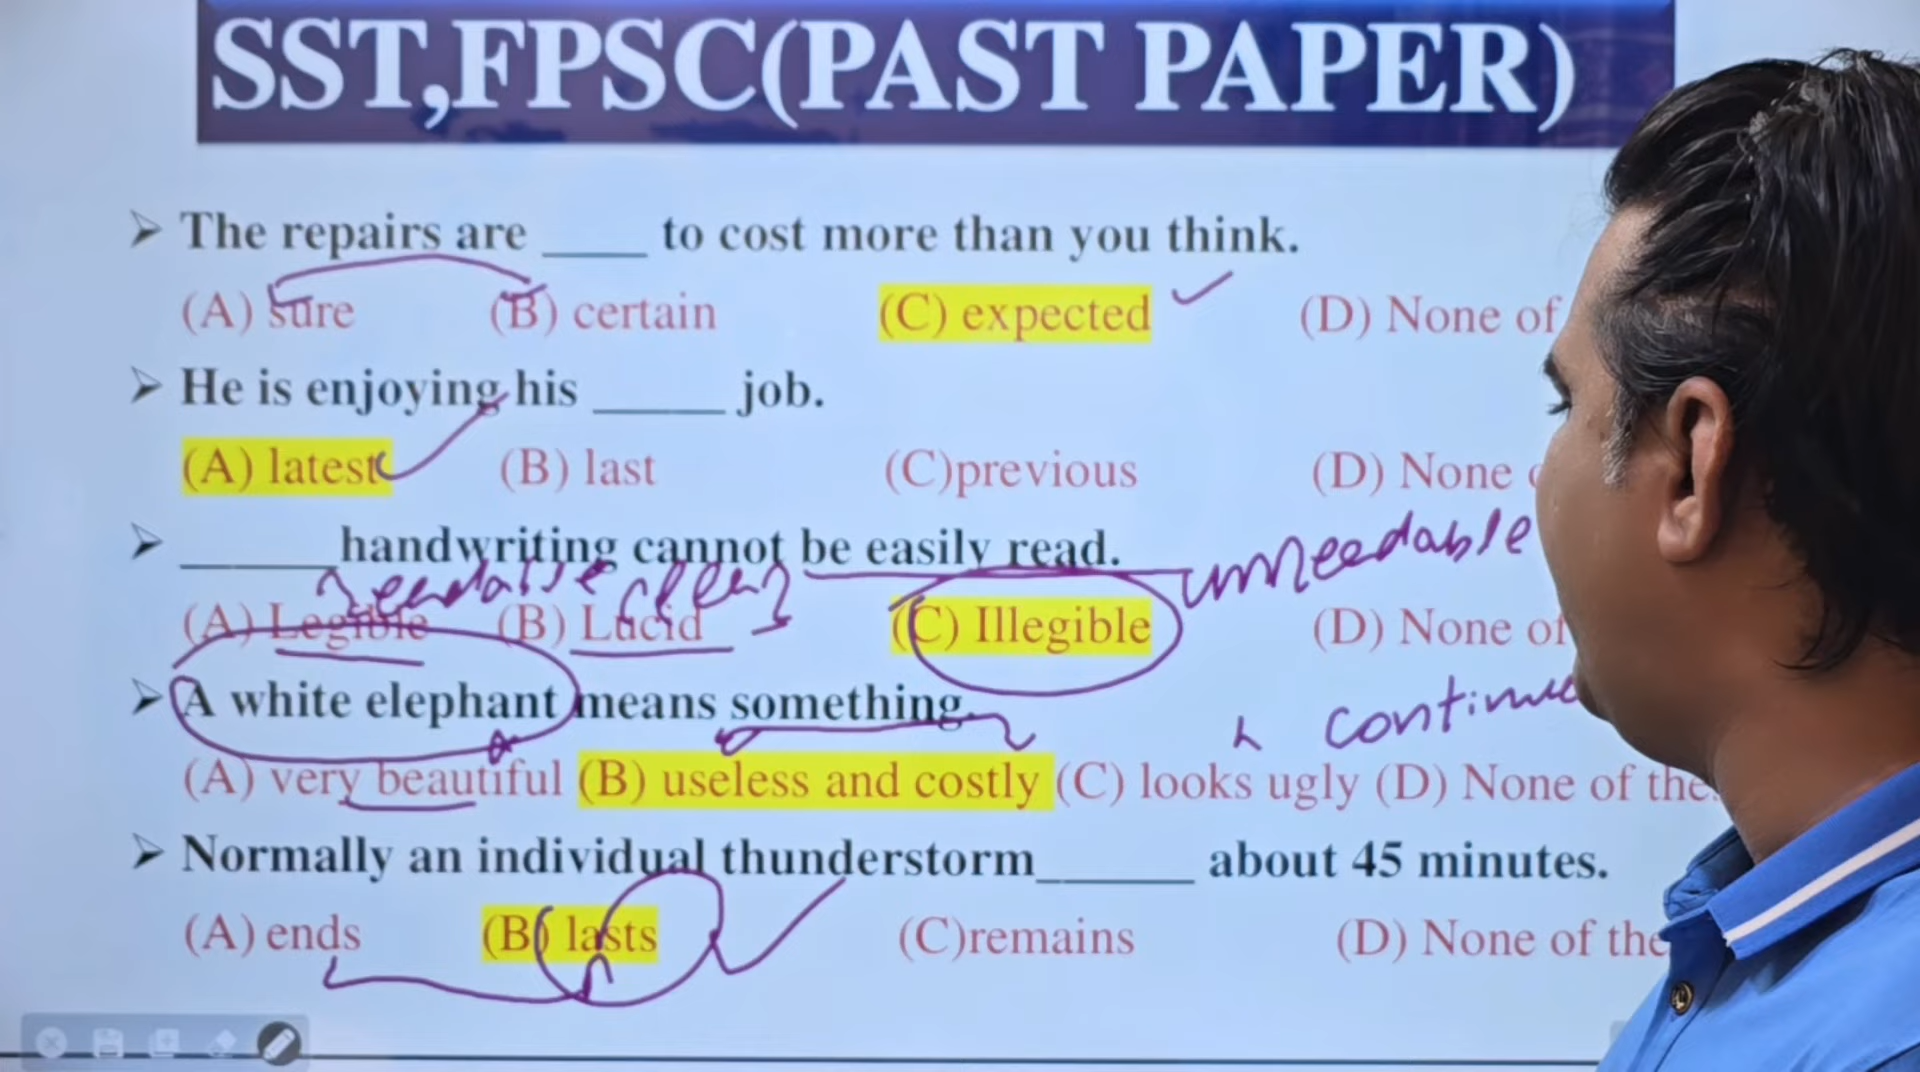 SST,FPSC(PAST PAPER)
➢ The repairs are ____ to cost more than you think.
(A) sure (B) certain (C) expected (D) None of
➢ He is enjoying his _____ job.
(A) latest (B) last (C)previous (D) None
➢ ______handwriting cannot be easily read.
readable clear unreadable
(A) Legible (B) Lucid (C) Illegible (D) None of
➢ A white elephant means something.
continue
(A) very beautiful (B) useless and costly (C) looks ugly (D) None of the
➢ Normally an individual thunderstorm______ about 45 minutes.
(A) ends (B) lasts (C)remains (D) None of the